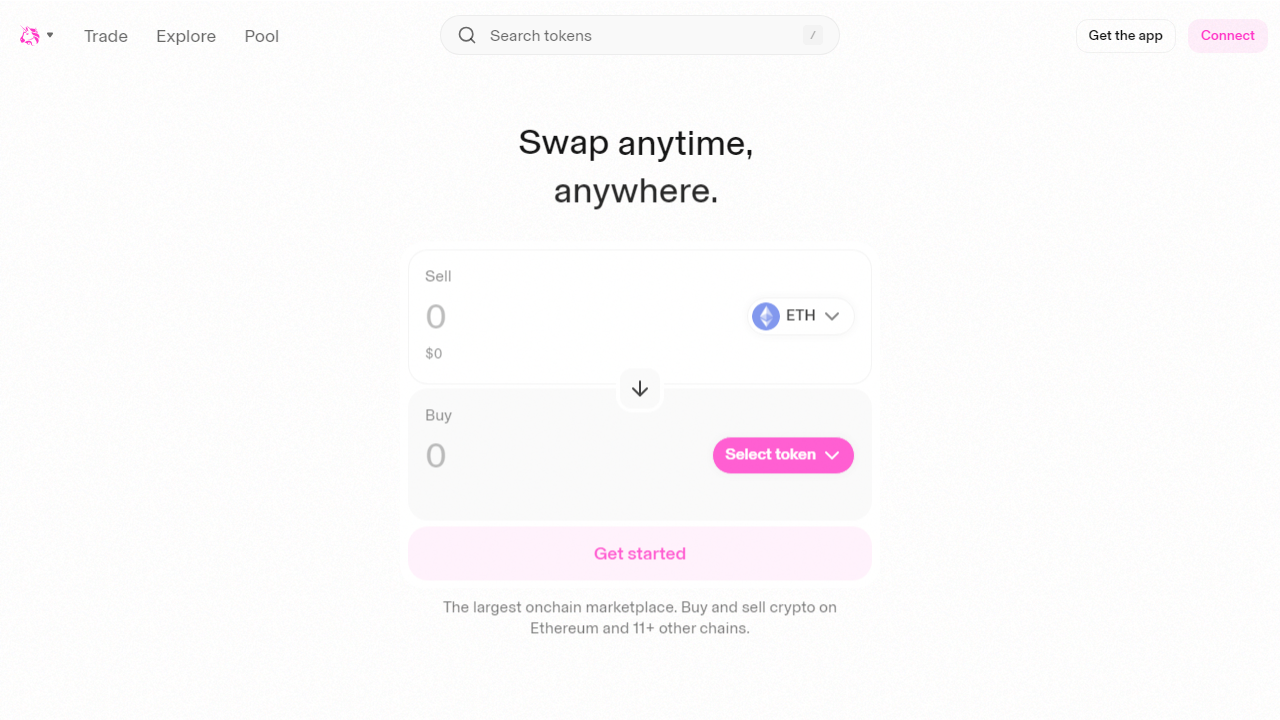 Trade
Explore
Pool
Search tokens
/
Get the app
Connect
Swap anytime,
anywhere.
Sell
0
ETH
$0
Buy
0
Select token
Get started
The largest onchain marketplace. Buy and sell crypto on
Ethereum and 11+ other chains.